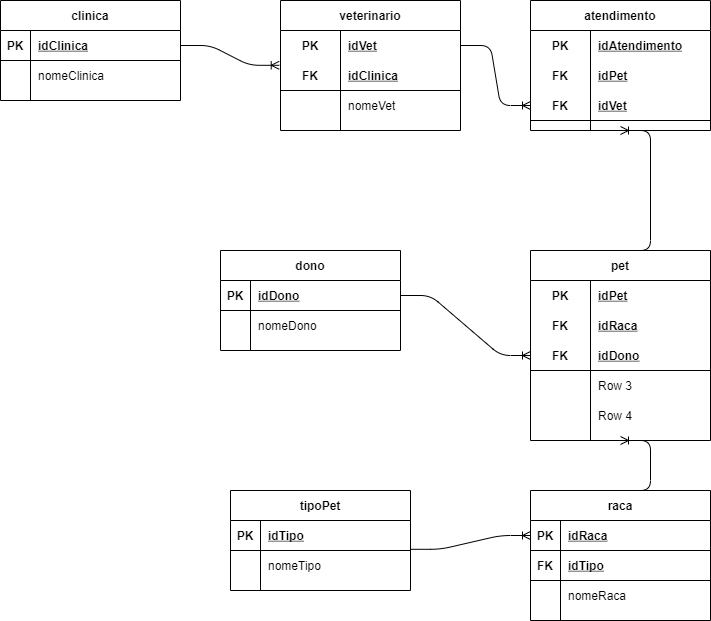 clinica
PK idClinica
nomeClinica
veterinario
PK idVet
FK idClinica
nomeVet
atendimento
PK idAtendimento
FK idPet
FK idVet
dono
PK idDono
nomeDono
pet
PK idPet
FK idRaca
FK idDono
Row 3
Row 4
tipoPet
PK idTipo
nomeTipo
raca
PK idRaca
FK idTipo
nomeRaca